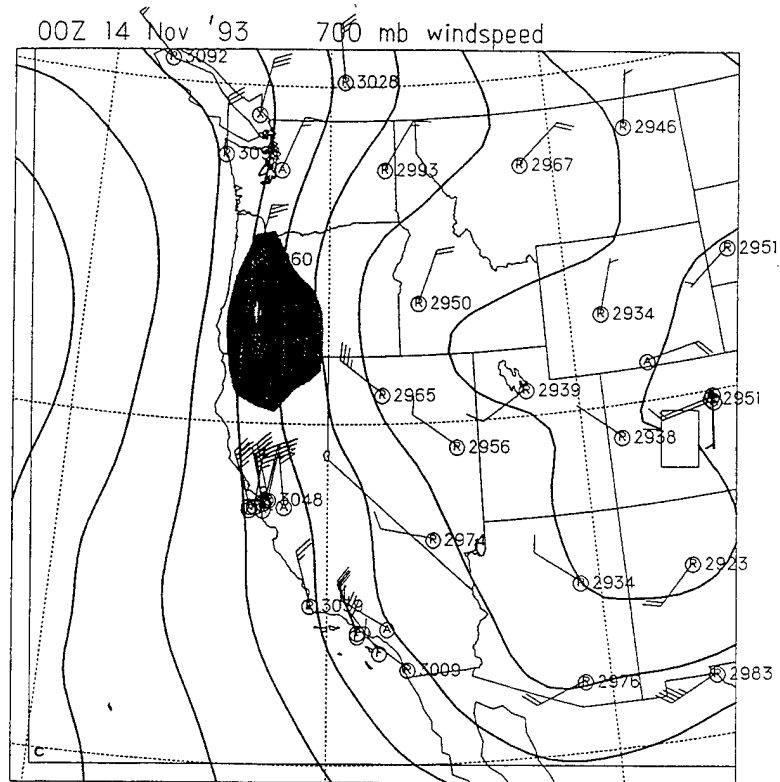 00Z 14 Nov '93 700 mb windspeed
R 3092
R 3028
X
R 2946
R
A
R 2993
R 2967
R 2951
60
R 2950
R 2934
A
R 2965
R 2939
2951
R 2956
R 2938
3048
A
R 2974
R 2934
R 2923
R
A
F
F
R 3009
R 2976
R 2983
C